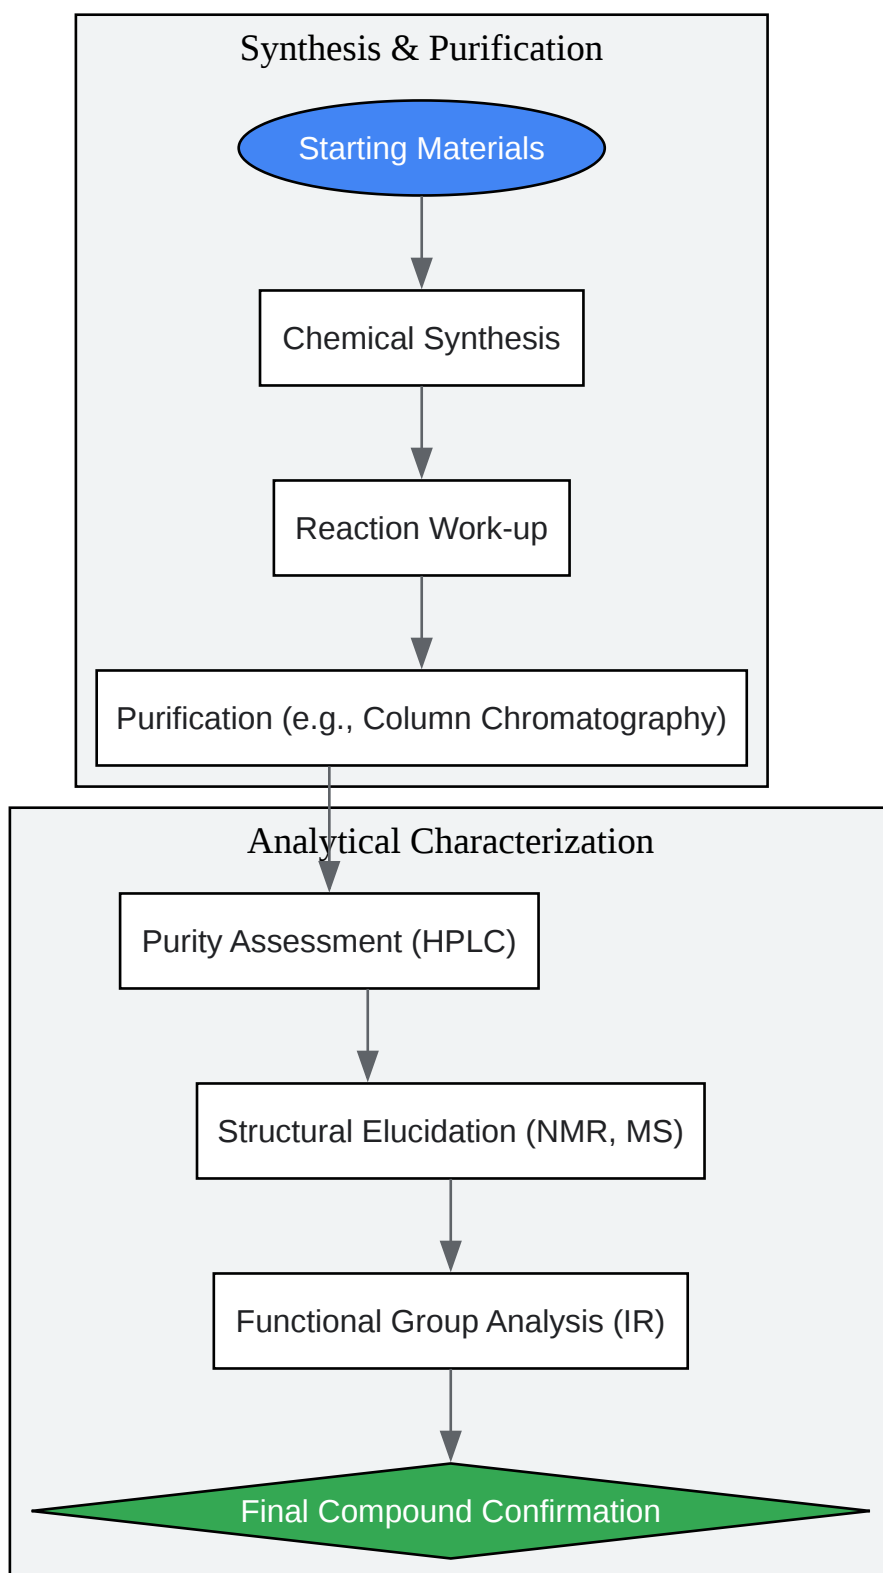 Synthesis & Purification
Starting Materials
Chemical Synthesis
Reaction Work-up
Purification (e.g., Column Chromatography)
Analytical Characterization
Purity Assessment (HPLC)
Structural Elucidation (NMR, MS)
Functional Group Analysis (IR)
Final Compound Confirmation